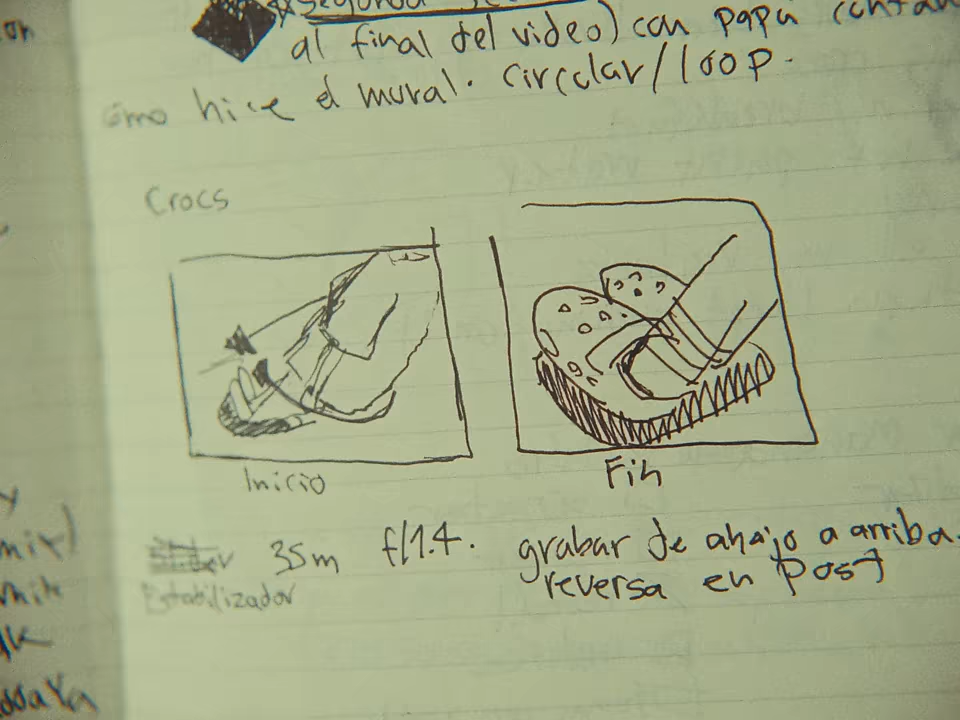 al final del video) con papá
cómo hice el mural. circular/loop.
Crocs
Inicio
Fin
35m f/1.4. grabar de abajo a arriba.
Estabilizador reversa en post